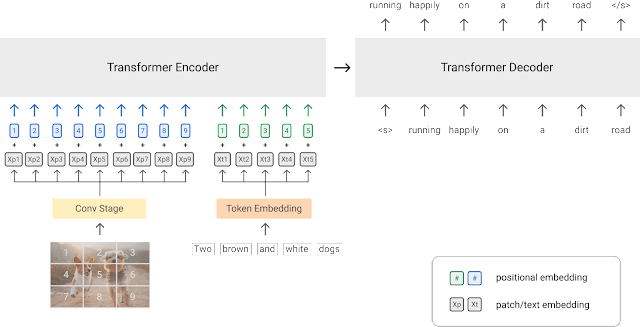 running happily on a dirt road </s>
Transformer Encoder
Transformer Decoder
1 2 3 4 5 6 7 8 9 1 2 3 4 5
+ + + + + + + + + + + + + +
<s> running happily on a dirt road
Xp1 Xp2 Xp3 Xp4 Xp5 Xp6 Xp7 Xp8 Xp9 Xt1 Xt2 Xt3 Xt4 Xt5
Conv Stage
Token Embedding
Two brown and white dogs
1 2 3
4 5 6
7 8 9
# # positional embedding
Xp Xt patch/text embedding